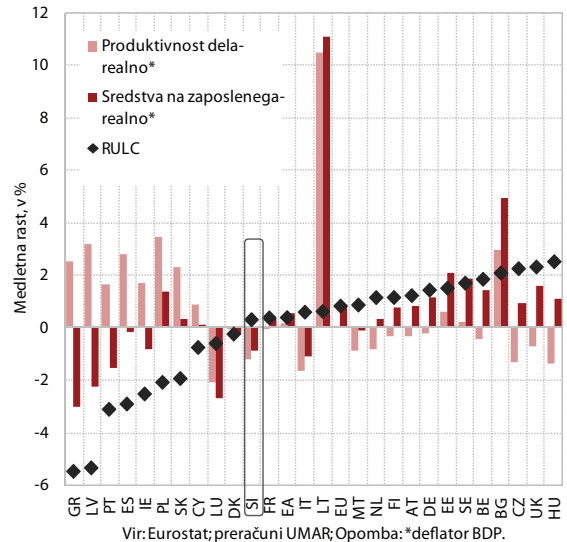 Produktivnost dela-
realno*
Sredstva na zaposlenega-
realno*
RULC
Medletna rast, v %
12
10
8
6
4
2
0
-2
-4
-6
GR LV PT ES IE PL SK CY LU DK SI FR EA IT LT EU MT NL FI AT DE EE SE BE BG CZ UK HU
Vir: Eurostat; preračuni UMAR; Opomba: *deflator BDP.